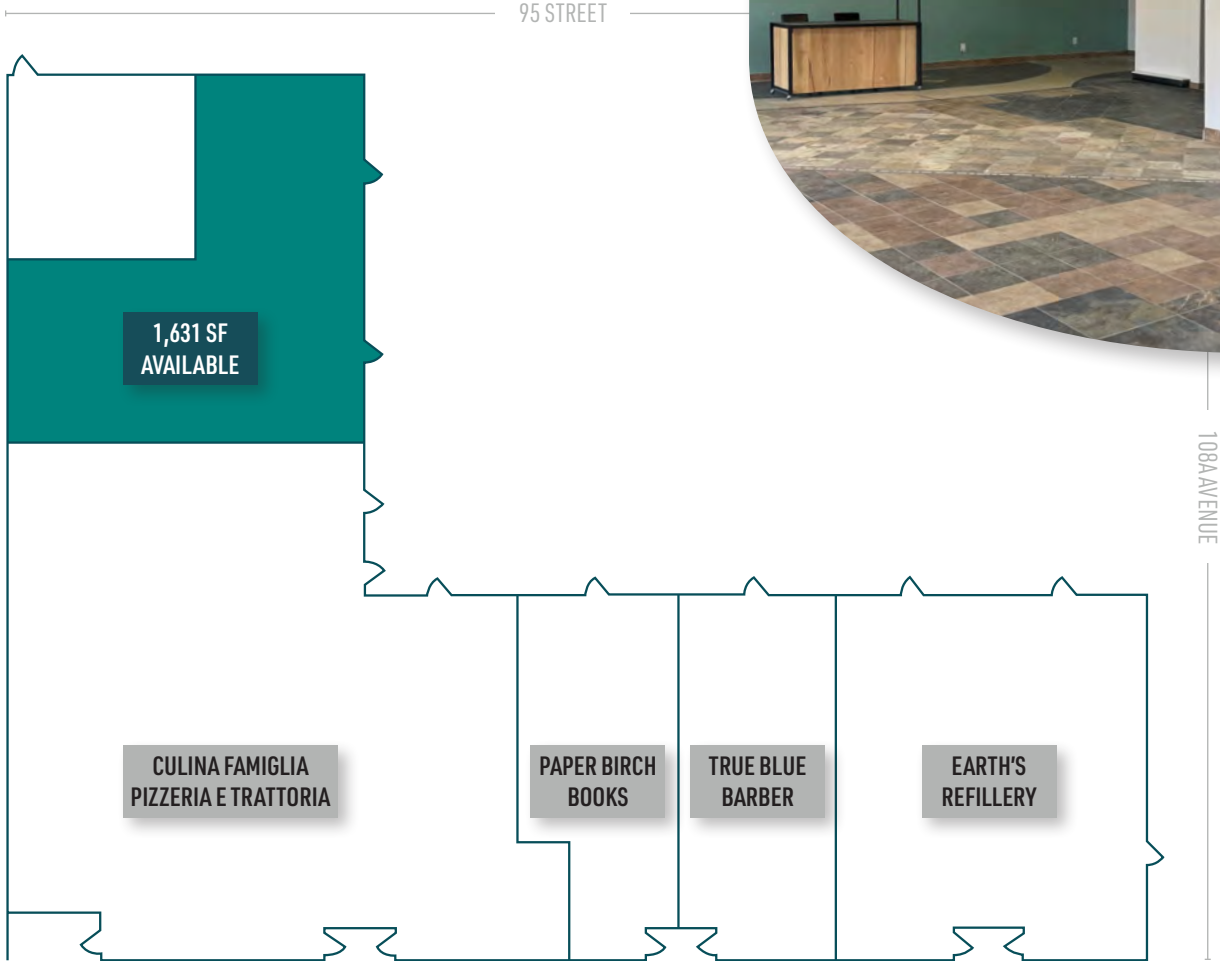 95 STREET
1,631 SF
AVAILABLE
108A AVENUE
CULINA FAMIGLIA
PIZZERIA E TRATTORIA
PAPER BIRCH
BOOKS
TRUE BLUE
BARBER
EARTH'S
REFILLERY